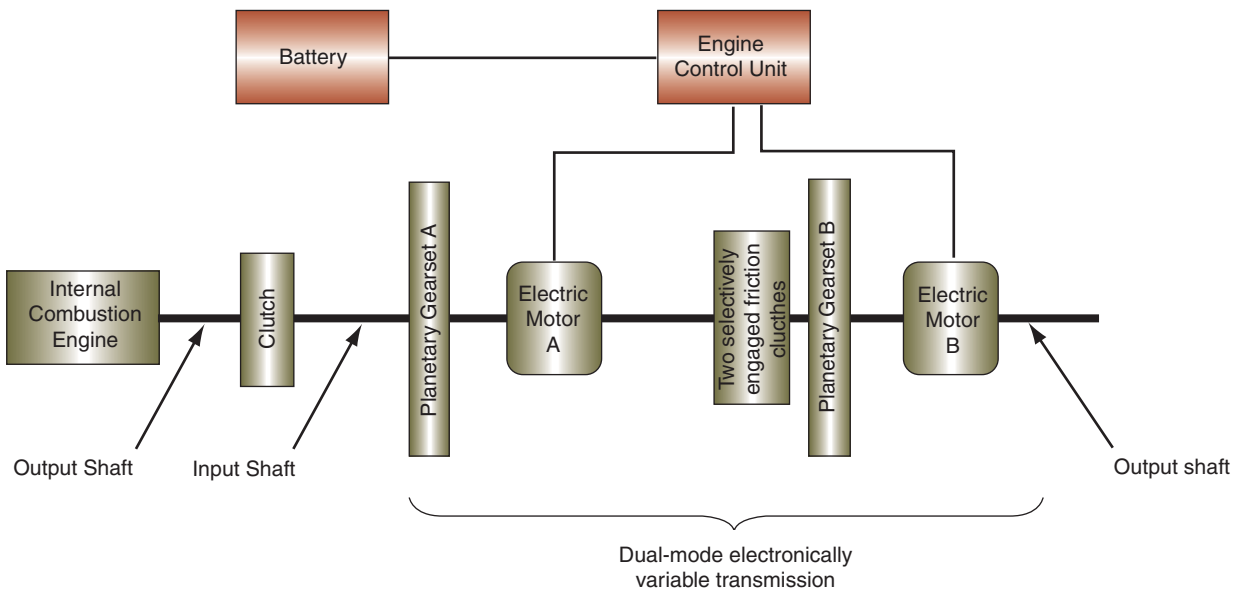 Battery
Engine
Control Unit
Internal
Combustion
Engine
Clutch
Planetary Gearset A
Electric
Motor
A
Two selectively
engaged friction
clucthes
Planetary Gearset B
Electric
Motor
B
Output Shaft
Input Shaft
Output shaft
Dual-mode electronically
variable transmission